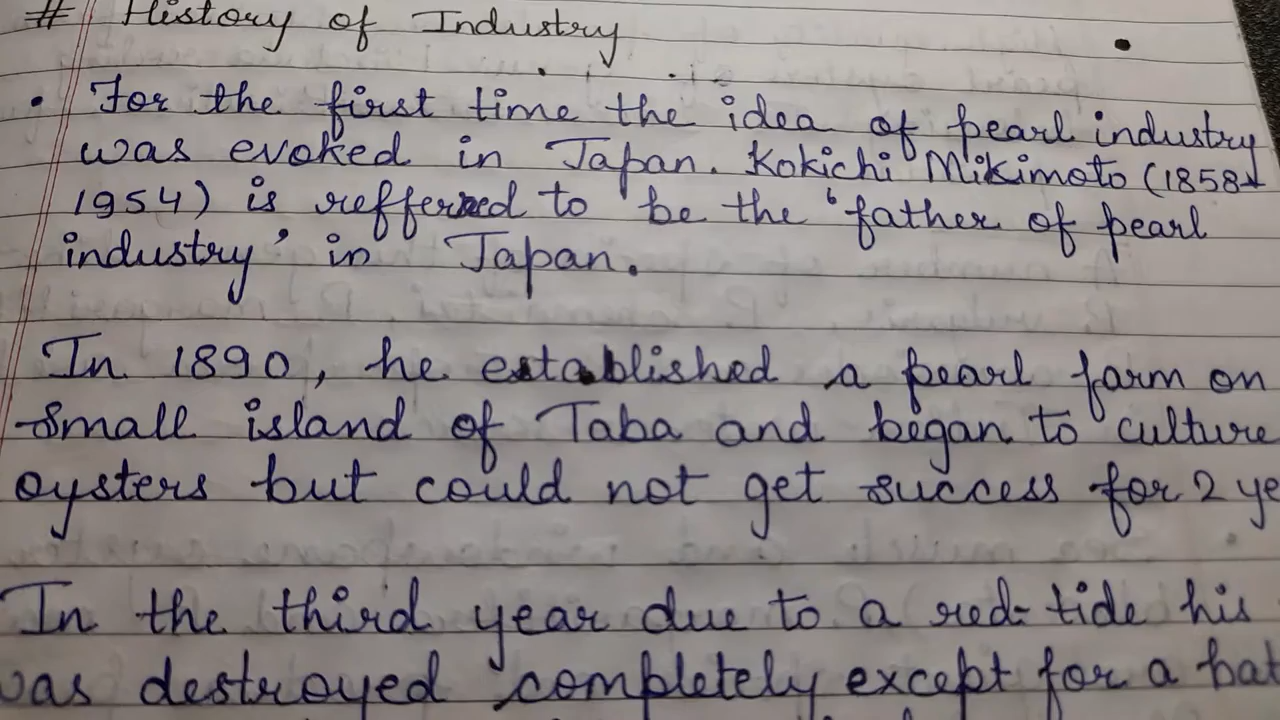 # History of Industry
• For the first time the idea of pearl industry
was evoked in Japan. Kokichi Mikimoto (1858-
1954) is refferred to be the 'father of pearl
industry' in Japan.
In 1890, he established a pearl farm on
small island of Taba and began to culture
oysters but could not get success for 2 ye
In the third year due to a red-tide his
was destroyed completely except for a bat